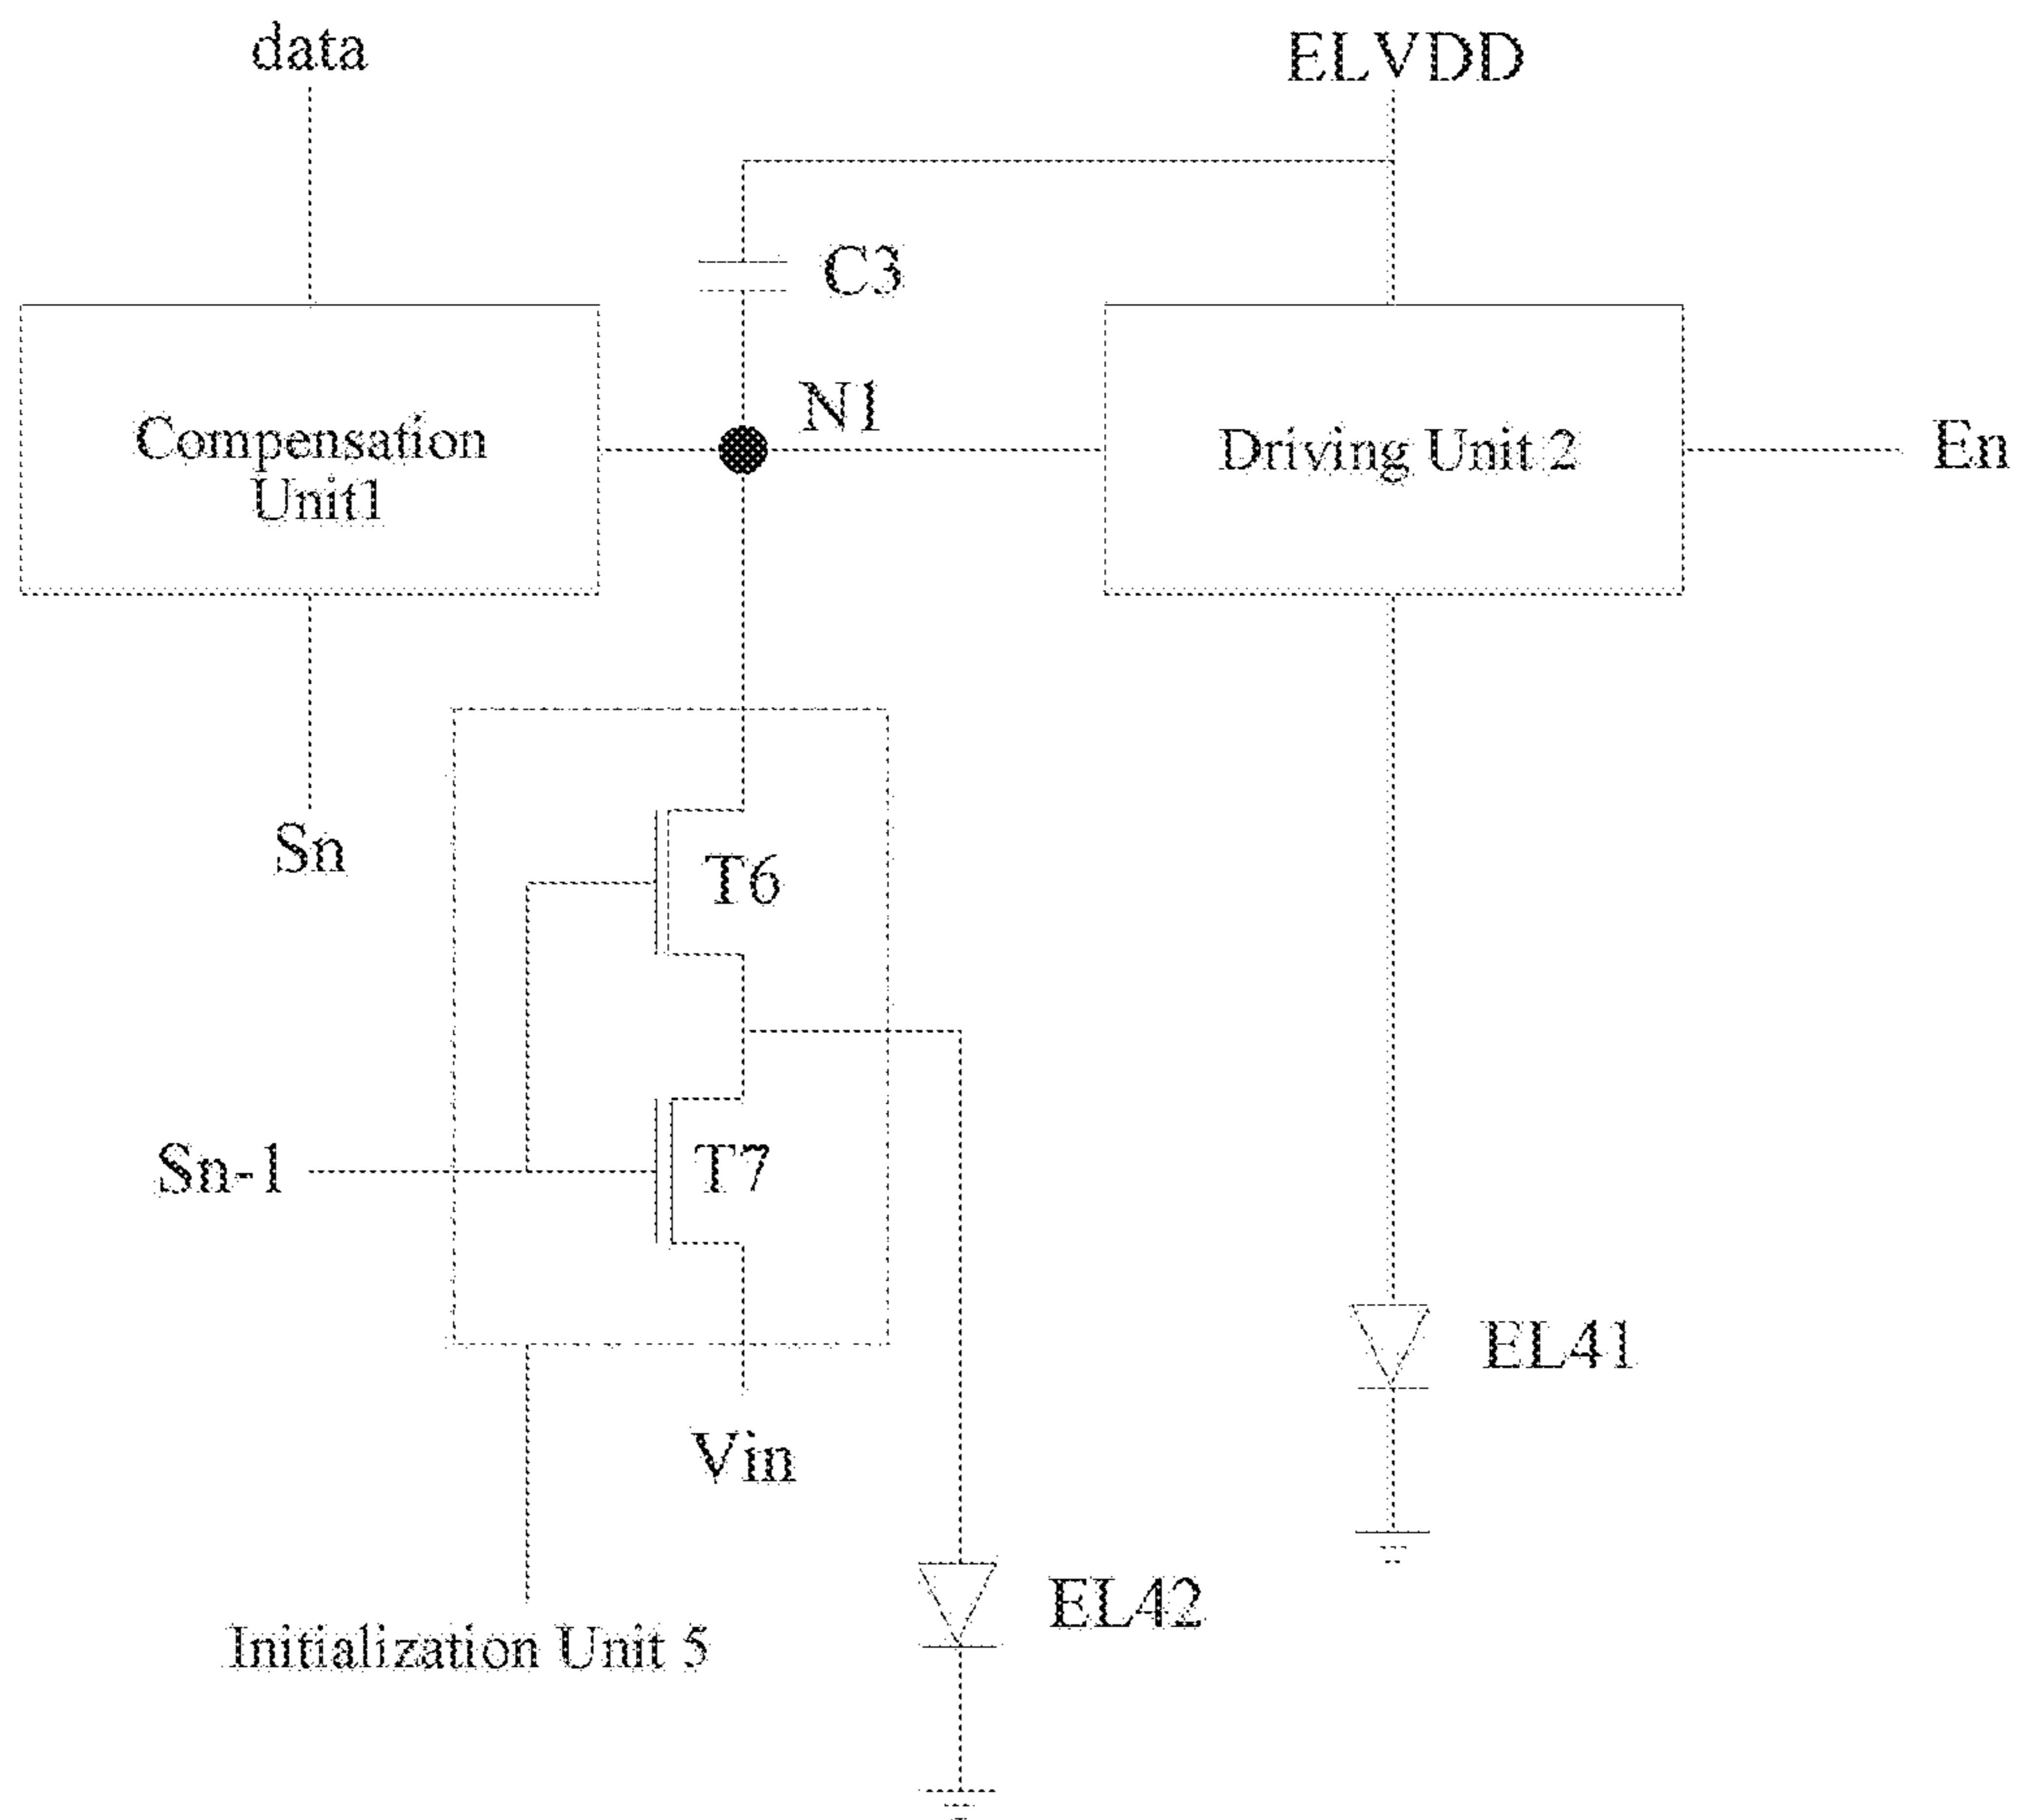 data
ELVDD
C3
N1
Compensation
Unit1
Driving Unit 2
En
Sn
T6
Sn-1
T7
EL41
Vin
EL42
Initialization Unit 5